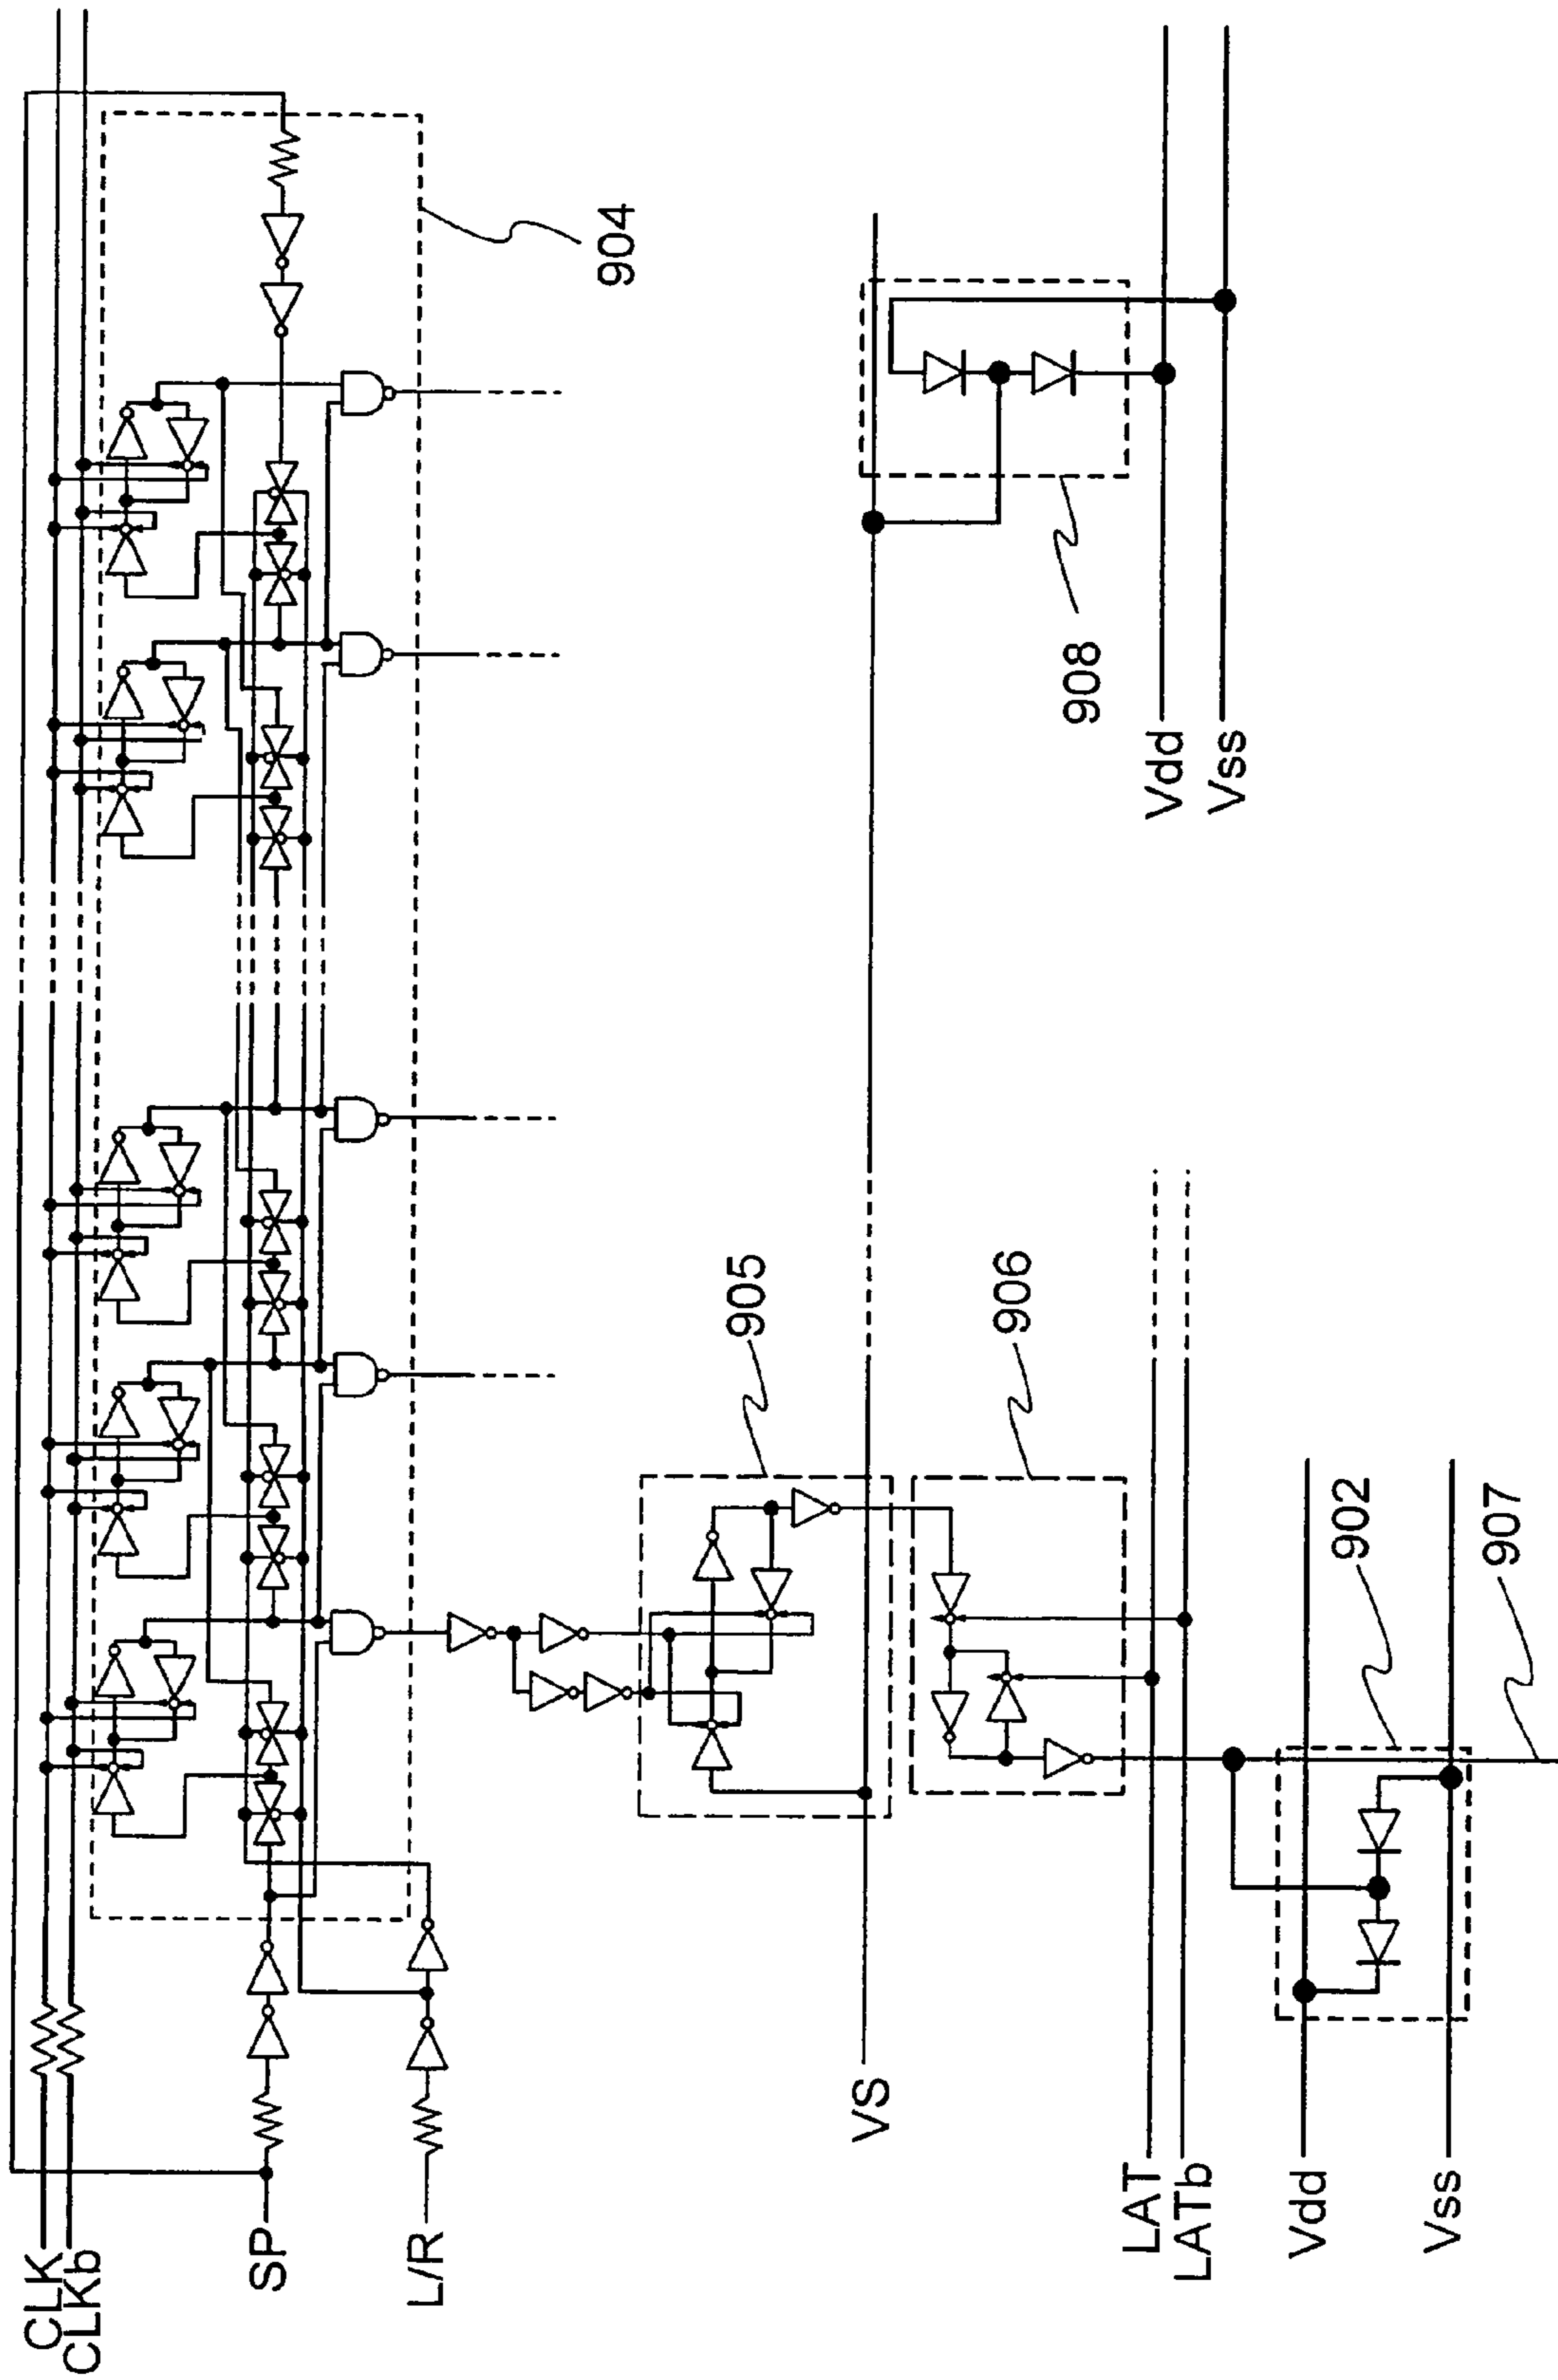 CLK
CLKb
SP
L/R
904
905
VS
906
LAT
LATb
908
Vdd
Vss
902
Vdd
Vss
907